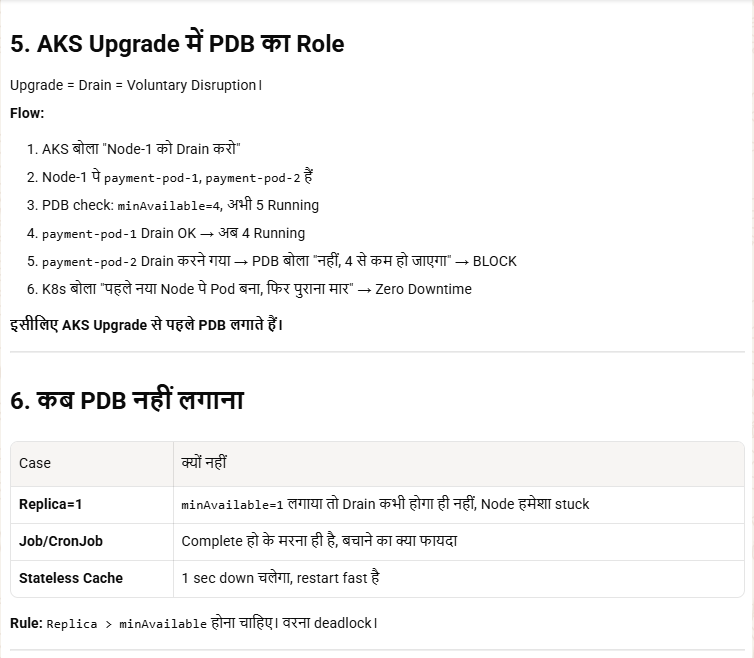 5. AKS Upgrade में PDB का Role
Upgrade = Drain = Voluntary Disruption।
Flow:
1. AKS बोला "Node-1 को Drain करो"
2. Node-1 पे payment-pod-1, payment-pod-2 हैं
3. PDB check: minAvailable=4, अभी 5 Running
4. payment-pod-1 Drain OK → अब 4 Running
5. payment-pod-2 Drain करने गया → PDB बोला "नहीं, 4 से कम हो जाएगा" → BLOCK
6. K8s बोला "पहले नया Node पे Pod बना, फिर पुराना मार" → Zero Downtime
इसीलिए AKS Upgrade से पहले PDB लगाते हैं।
6. कब PDB नहीं लगाना
Case क्यों नहीं
Replica=1 minAvailable=1 लगाया तो Drain कभी होगा ही नहीं, Node हमेशा stuck
Job/CronJob Complete हो के मरना ही है, बचाने का क्या फायदा
Stateless Cache 1 sec down चलेगा, restart fast है
Rule: Replica > minAvailable होना चाहिए। वरना deadlock।